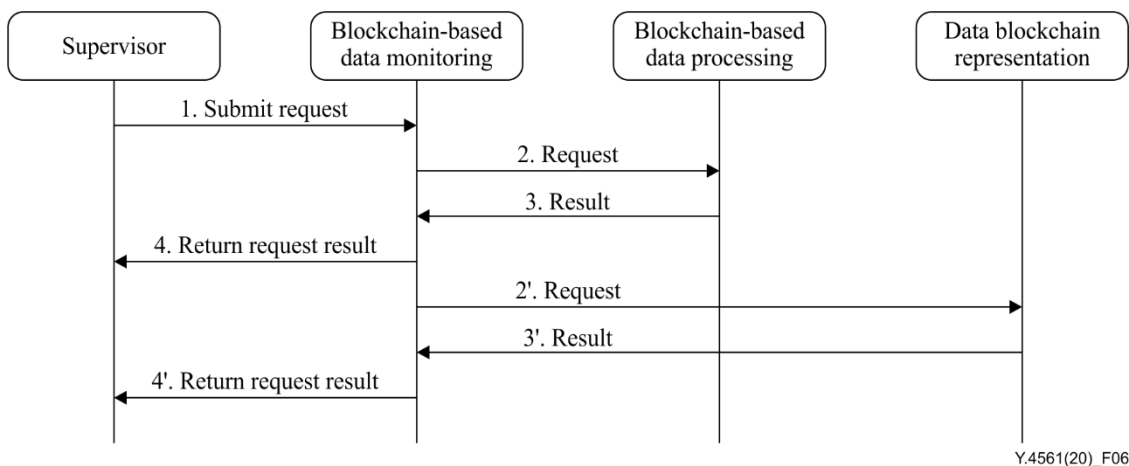 Supervisor
Blockchain-based
data monitoring
Blockchain-based
data processing
Data blockchain
representation
1. Submit request
2. Request
3. Result
4. Return request result
2'. Request
3'. Result
4'. Return request result
Y.4561(20)_F06